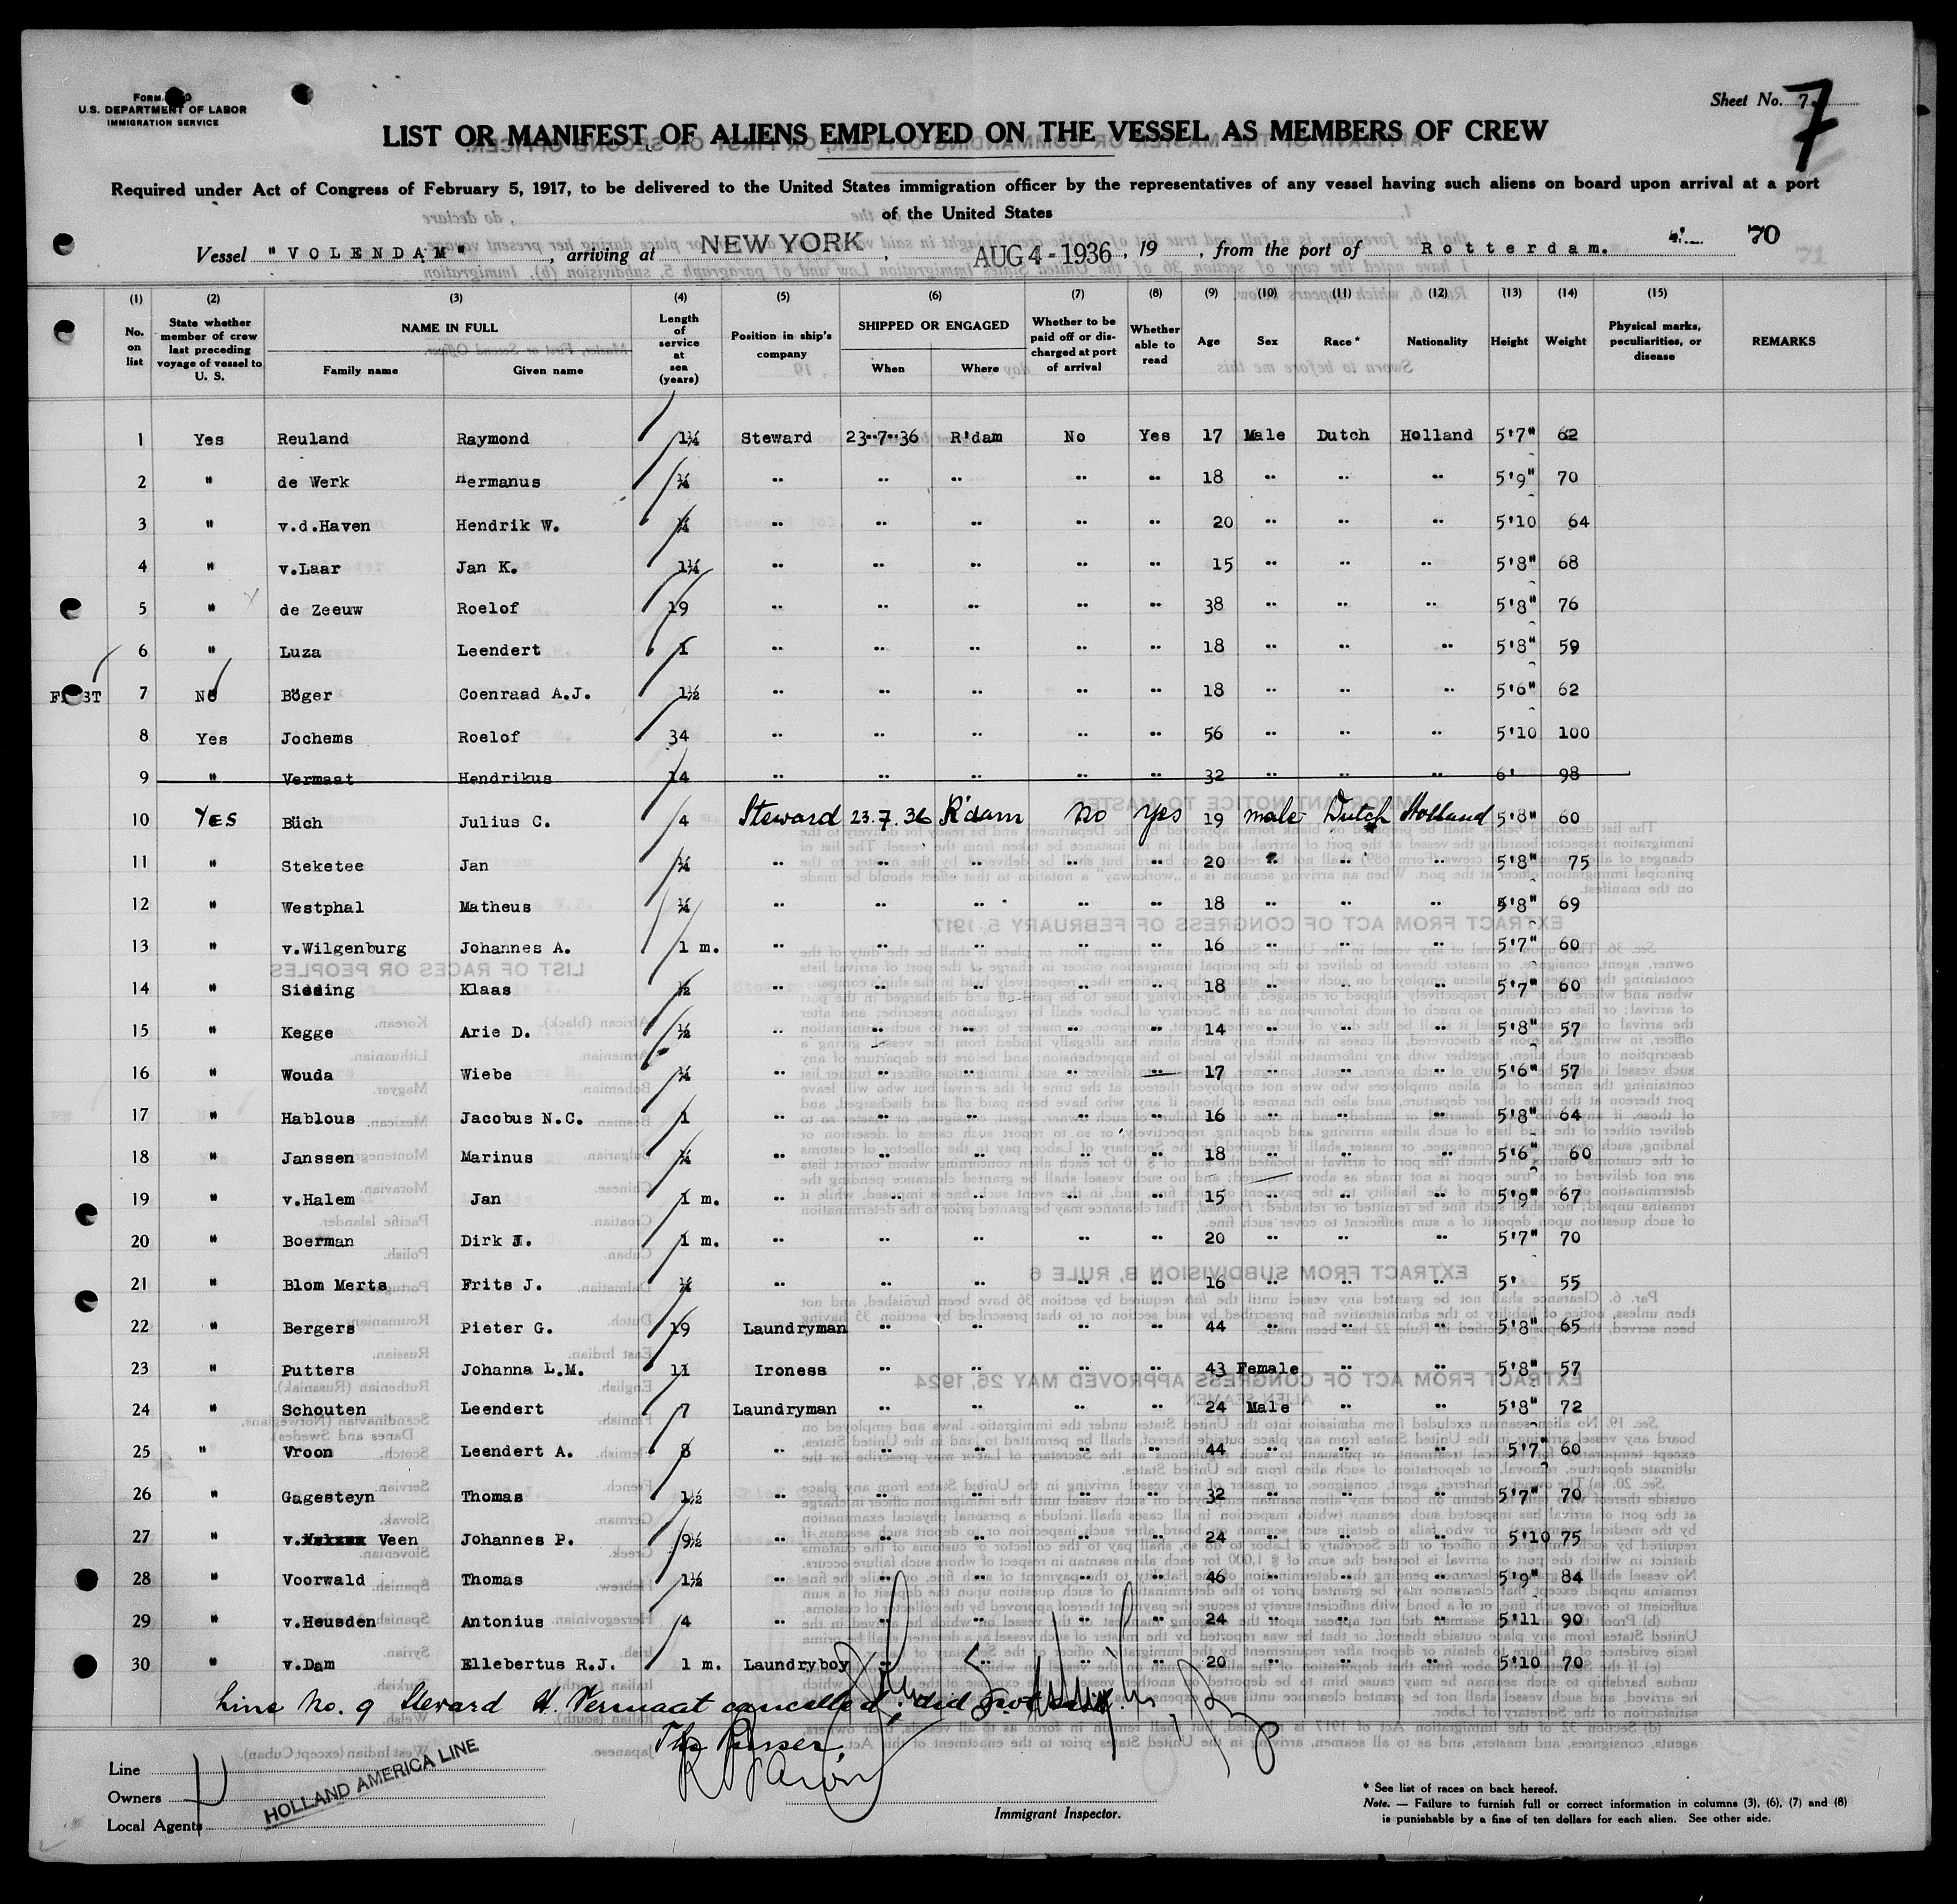 FORM
U.S. DEPARTMENT OF LABOR
IMMIGRATION SERVICE
Sheet No. 7
7
LIST OR MANIFEST OF ALIENS EMPLOYED ON THE VESSEL AS MEMBERS OF CREW
Required under Act of Congress of February 5, 1917, to be delivered to the United States immigration officer by the representatives of any vessel having such aliens on board upon arrival at a port
of the United States
Vessel "VOLENDAM", arriving at NEW YORK, AUG 4 - 1936, 19 , from the port of Rotterdam. 70
(1) (2) (3) (4) (5) (6) (7) (8) (9) (10) (11) (12) (13) (14) (15)
No. on list State whether member of crew last preceding voyage of vessel to U. S. NAME IN FULL Family name Given name Length of service at sea (years) Position in ship's company SHIPPED OR ENGAGED When Where Whether to be paid off or discharged at port of arrival Whether able to read Age Sex Race * Nationality Height Weight Physical marks, peculiarities, or disease REMARKS
1 Yes Reuland Raymond 1¼ Steward 23"7"36 R'dam No Yes 17 Male Dutch Holland 5'7" 62
2 " de Werk Hermanus ¼ " " " " " 18 " " " 5'9" 70
3 " v.d.Haven Hendrik W. ¼ " " " " " 20 " " " 5'10 64
4 " v.Laar Jan K. 1¼ " " " " " 15 " " " 5'8" 68
5 " de Zeeuw Roelof 19 " " " " " 38 " " " 5'8" 76
6 " Luza Leendert 1 " " " " " 18 " " " 5'8" 59
7 No Böger Coenraad A.J. 1½ " " " " " 18 " " " 5'6" 62
8 Yes Jochems Roelof 34 " " " " " 56 " " " 5'10 100
9 " Vermaat Hendrikus 14 " " " " " 32 " " " 6' 98
10 YES Büch Julius C. 4 Steward 23.7.36 R'dam No Yes 19 male Dutch Holland 5'8" 60
11 " Steketee Jan ¼ " " " " " 20 " " " 5'8" 75
12 " Westphal Matheus ¼ " " " " " 18 " " " 5'8" 69
13 " v.Wilgenburg Johannes A. 1 m. " " " " " 16 " " " 5'7" 60
14 " Sidding Klaas ½ " " " " " 18 " " " 5'7" 60
15 " Kegge Arie D. ½ " " " " " 14 " " " 5'8" 57
16 " Wouda Wiebe ¼ " " " " " 17 " " " 5'6" 57
17 " Hablous Jacobus N.C. 1 " " " " " 16 " " " 5'8" 64
18 " Janssen Marinus ¼ " " " " " 18 " " " 5'6" 60
19 " v.Halem Jan 1 m. " " " " " 15 " " " 5'9" 67
20 " Boerman Dirk J. 1 m. " " " " " 20 " " " 5'7" 70
21 " Blom Merts Frits J. ¼ " " " " " 16 " " " 5' 55
22 " Bergers Pieter G. 19 Laundryman " " " " 44 " " " 5'8" 65
23 " Putters Johanna L.M. 11 Ironess " " " " 43 Female " " 5'8" 57
24 " Schouten Leendert 7 Laundryman " " " " 24 Male " " 5'8" 72
25 " Vroon Leendert A. 8 " " " " " 44 " " " 5'7" 60
26 " Gagesteyn Thomas 1½ " " " " " 32 " " " 5'7" 70
27 " v. Veen Johannes P. 9½ " " " " " 24 " " " 5'10 75
28 " Voorwald Thomas 1½ " " " " " 46 " " " 5'9" 84
29 " v.Heusden Antonius 4 " " " " " 24 " " " 5'11 90
30 " v.Dam Ellebertus R.J. 1 m. Laundryboy " " " " 20 " " " 5'10 70
Line No. 9 Steward H. Vermaat cancelled, did not
The Purser,
Line
Owners
HOLLAND AMERICA LINE
Local Agents
Immigrant Inspector.
* See list of races on back hereof.
Note. — Failure to furnish full or correct information in columns (3), (6), (7) and (8)
is punishable by a fine of ten dollars for each alien. See other side.